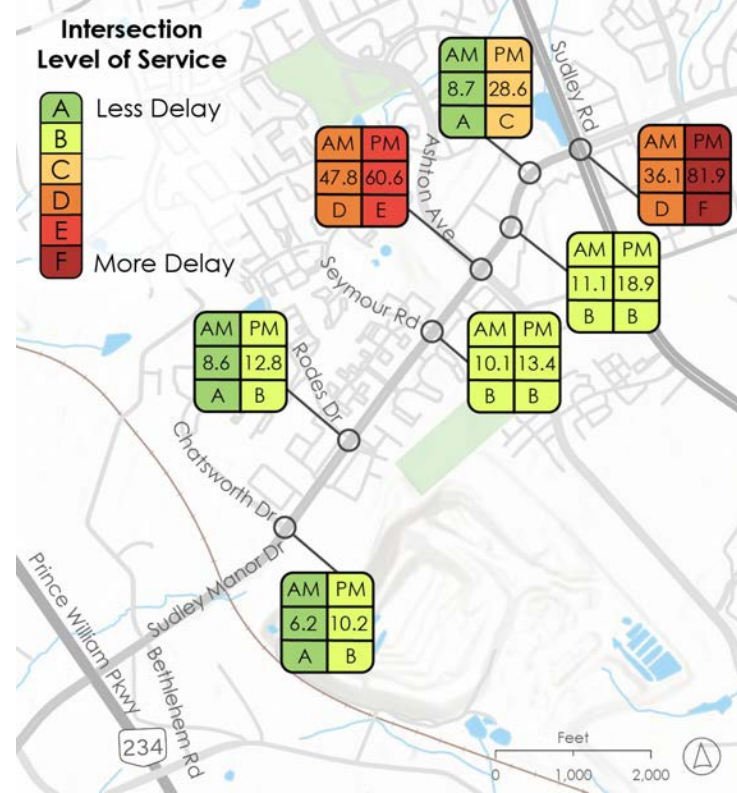 Intersection
Level of Service
A Less Delay
B
C
D
E
F More Delay
AM PM
8.7 28.6
A C
Sudley Rd
AM PM
47.8 60.6
D E
Ashton Ave
AM PM
36.1 81.9
D F
AM PM
11.1 18.9
B B
Seymour Rd
AM PM
10.1 13.4
B B
AM PM
8.6 12.8
A B
Rodes Dr
Chatsworth Dr
Sudley Manor Dr
AM PM
6.2 10.2
A B
Prince William Pkwy
Bethlehem Rd
234
Feet
0 1,000 2,000